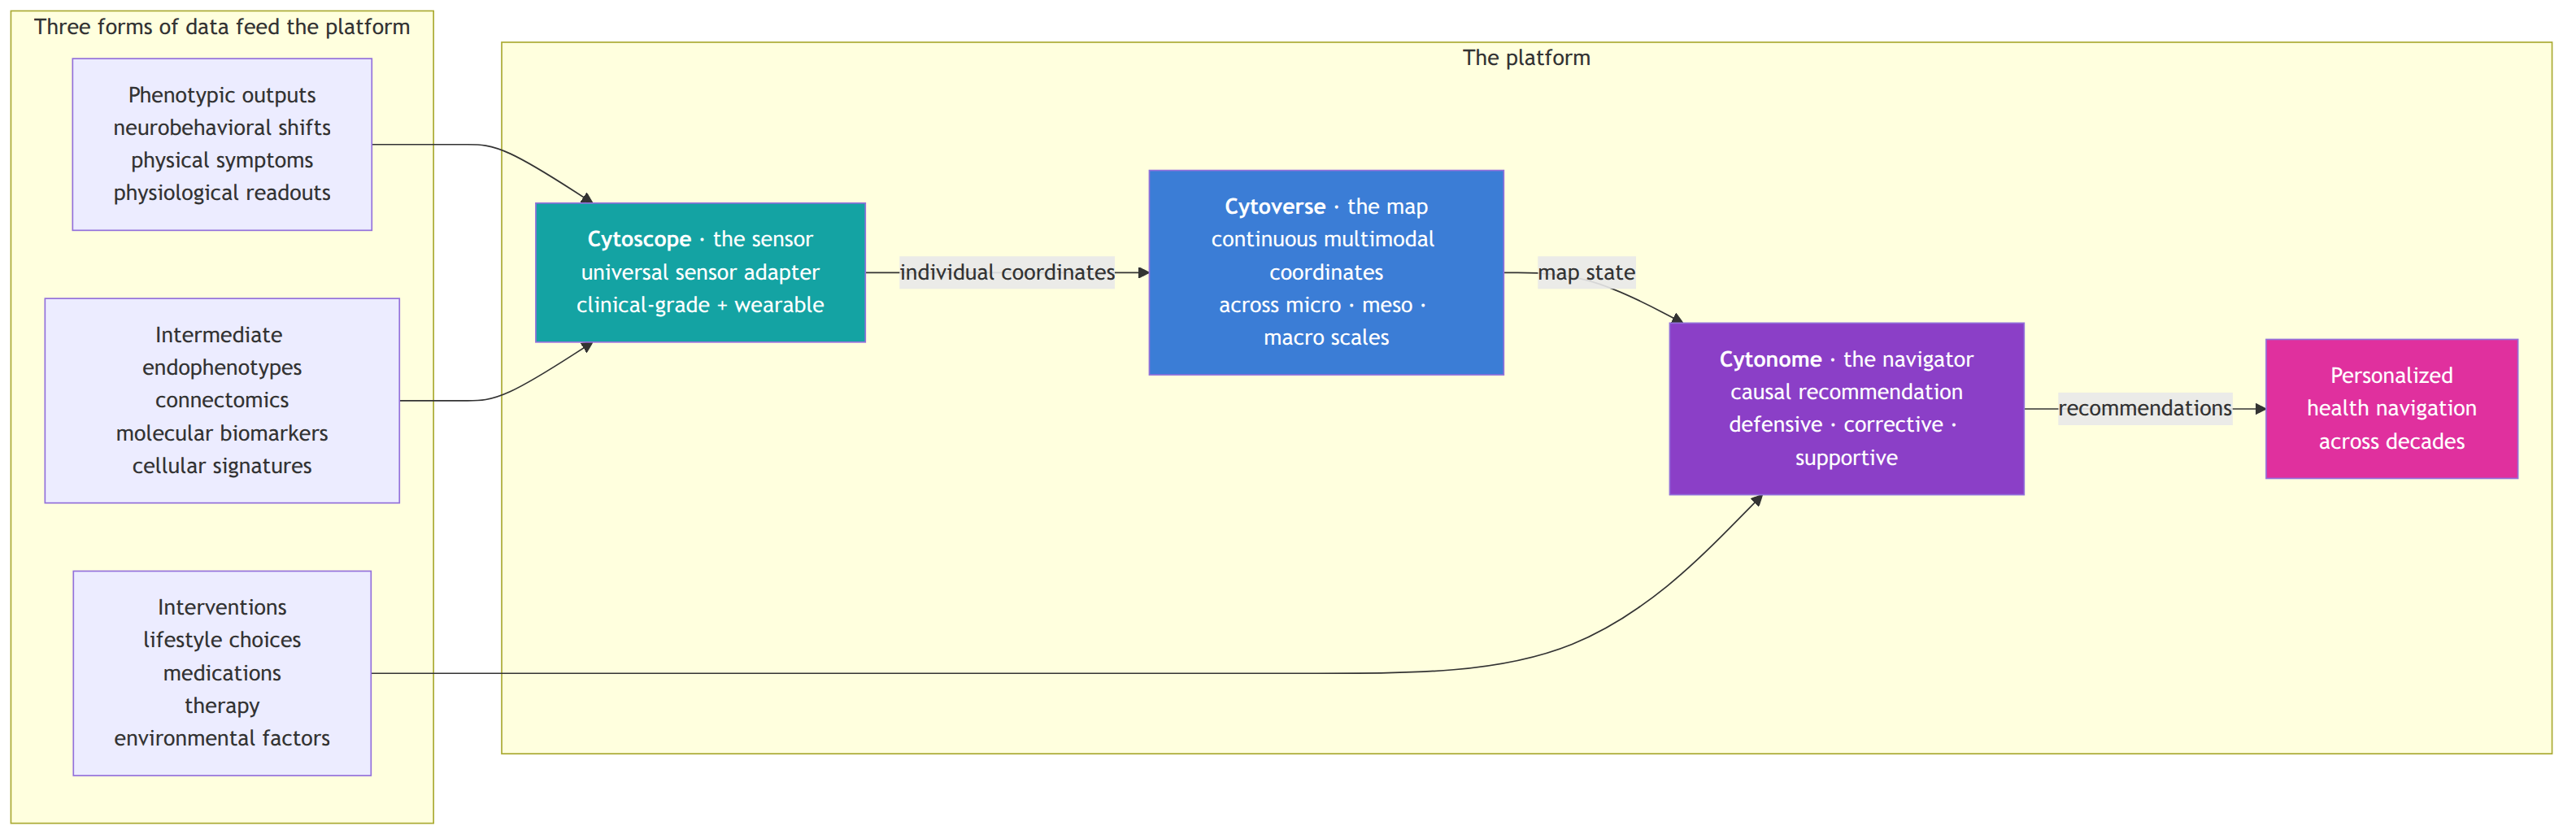 Three forms of data feed the platform
Phenotypic outputs
neurobehavioral shifts
physical symptoms
physiological readouts
Intermediate
endophenotypes
connectomics
molecular biomarkers
cellular signatures
Interventions
lifestyle choices
medications
therapy
environmental factors
The platform
Cytoscope · the sensor
universal sensor adapter
clinical-grade + wearable
individual coordinates
Cytoverse · the map
continuous multimodal
coordinates
across micro · meso ·
macro scales
map state
Cytonome · the navigator
causal recommendation
defensive · corrective ·
supportive
recommendations
Personalized
health navigation
across decades